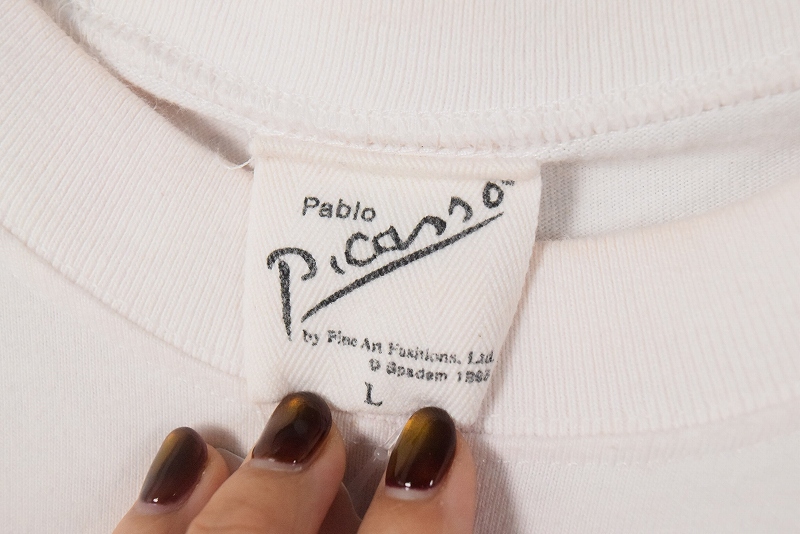 Pablo
Picasso™
by Fine Art Fashions, Ltd.
© Spadem
L